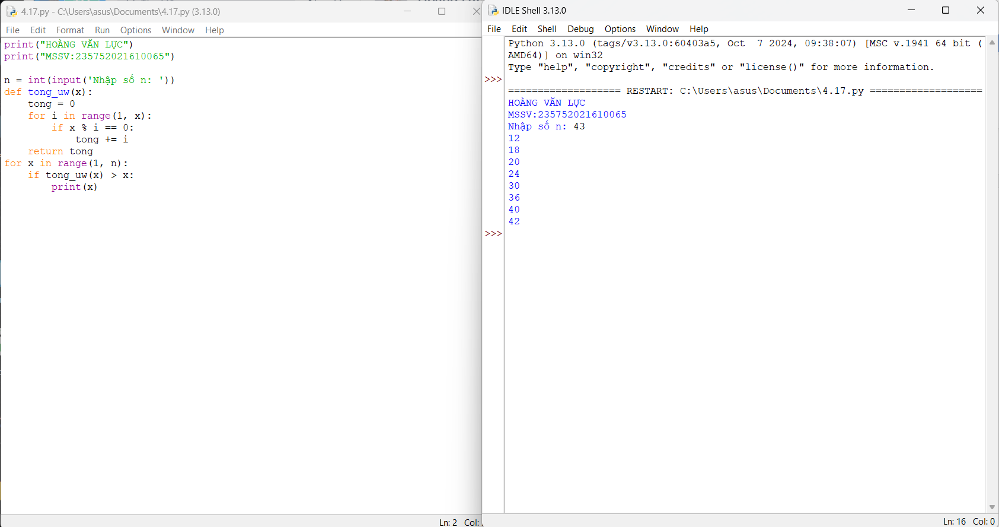 4.17.py - C:\Users\asus\Documents\4.17.py (3.13.0)
File Edit Format Run Options Window Help
print("HOÀNG VĂN LỰC")
print("MSSV:235752021610065")
n = int(input('Nhập số n: '))
def tong_uw(x):
    tong = 0
    for i in range(1, x):
        if x % i == 0:
            tong += i
    return tong
for x in range(1, n):
    if tong_uw(x) > x:
        print(x)
Ln: 2 Col:
IDLE Shell 3.13.0
File Edit Shell Debug Options Window Help
Python 3.13.0 (tags/v3.13.0:60403a5, Oct  7 2024, 09:38:07) [MSC v.1941 64 bit (
AMD64)] on win32
Type "help", "copyright", "credits" or "license()" for more information.
>>>
=================== RESTART: C:\Users\asus\Documents\4.17.py ===================
HOÀNG VĂN LỰC
MSSV:235752021610065
Nhập số n: 43
12
18
20
24
30
36
40
42
>>>
Ln: 16 Col: 0